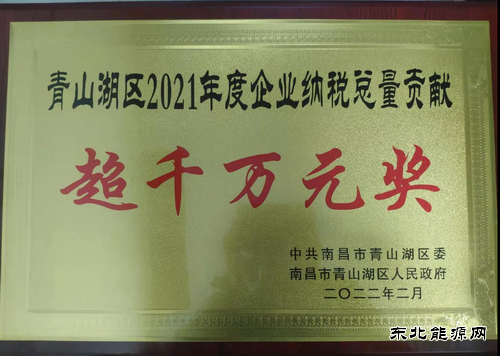 青山湖区2021年度企业纳税总量贡献
超千万元奖
中共南昌市青山湖区委
南昌市青山湖区人民政府
二〇二二年二月
东北能源网